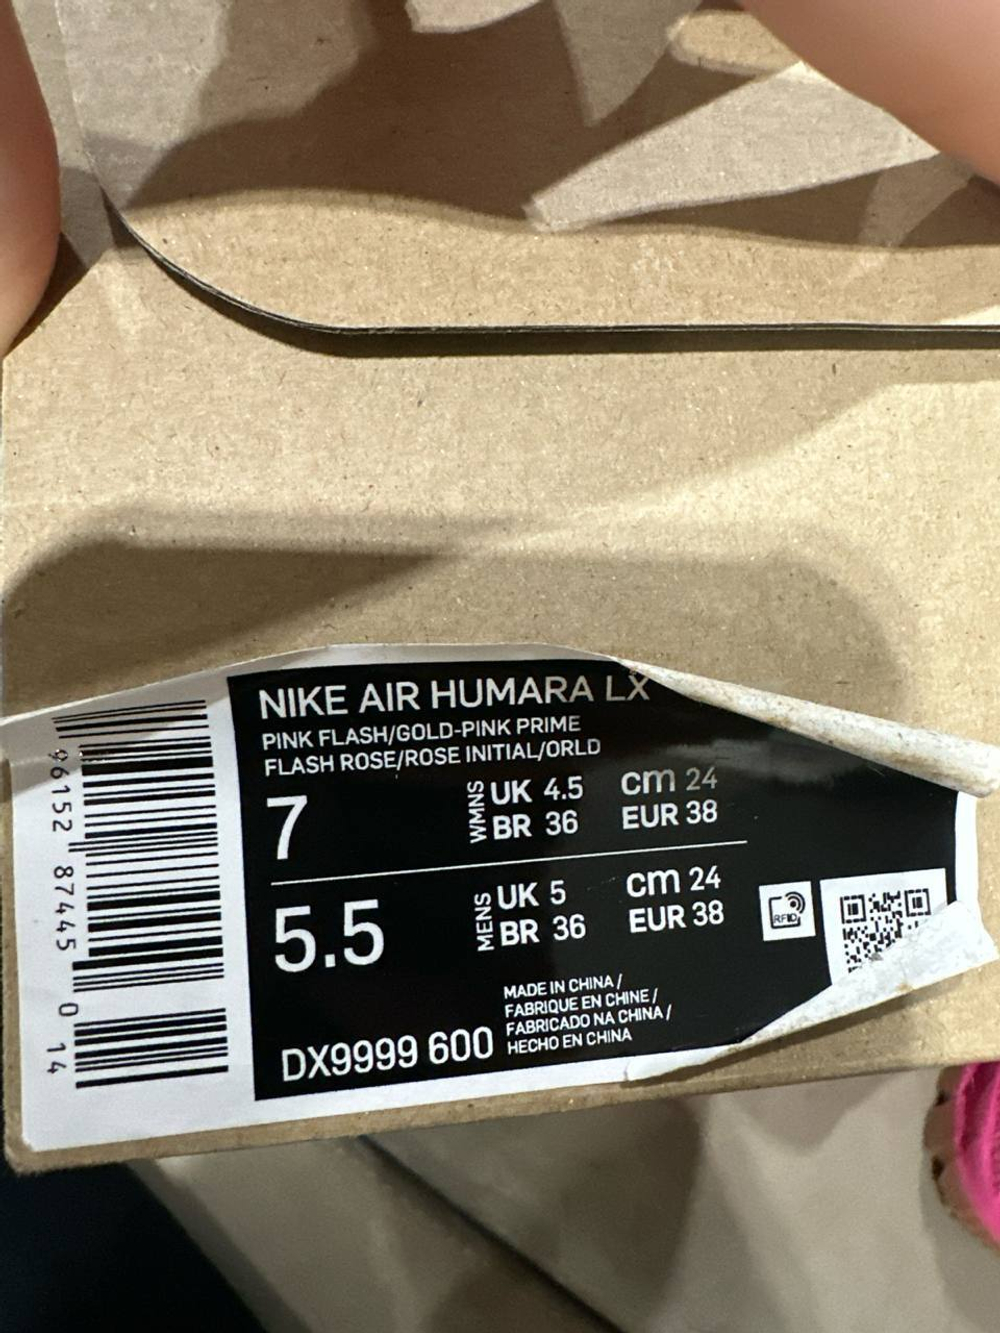 NIKE AIR HUMARA LX
PINK FLASH/GOLD-PINK PRIME
FLASH ROSE/ROSE INITIAL/ORLD
7 WMNS UK 4.5 cm 24
BR 36 EUR 38
5.5 MENS UK 5 cm 24
BR 36 EUR 38
RFID
MADE IN CHINA /
FABRIQUE EN CHINE /
FABRICADO NA CHINA /
HECHO EN CHINA
DX9999 600
96152 87445 0 14